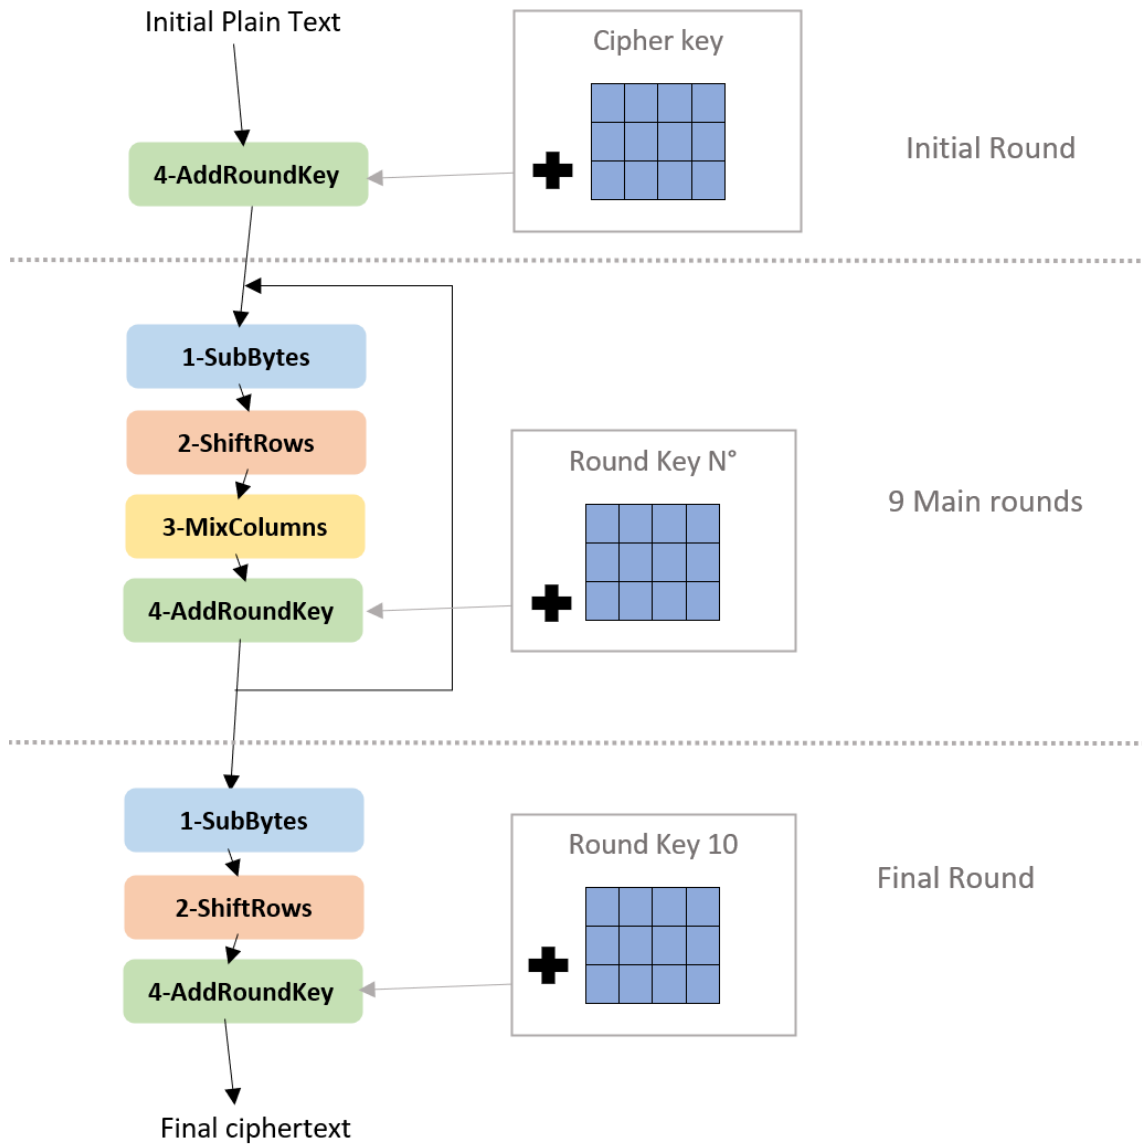 Initial Plain Text
Cipher key
4-AddRoundKey
Initial Round
1-SubBytes
2-ShiftRows
Round Key N°
9 Main rounds
3-MixColumns
4-AddRoundKey
1-SubBytes
Round Key 10
Final Round
2-ShiftRows
4-AddRoundKey
Final ciphertext